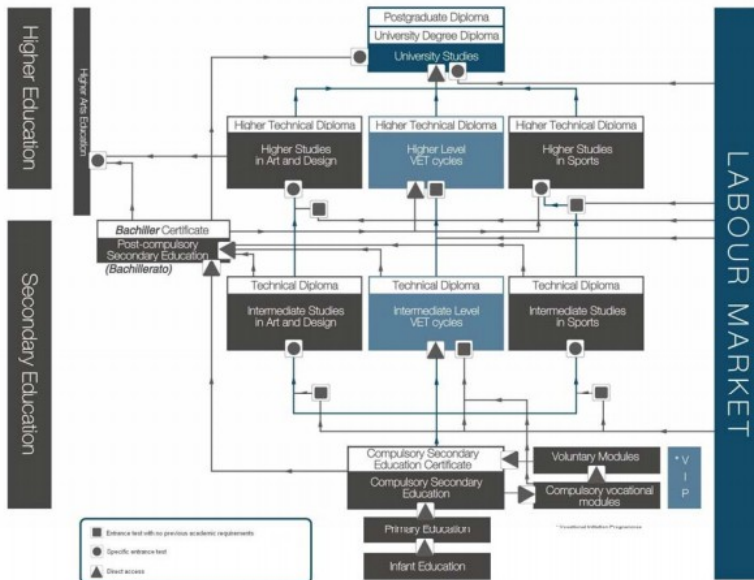 Postgraduate Diploma
University Degree Diploma
University Studies
Higher Education
Higher Arts Education
Higher Technical Diploma
Higher Studies
in Art and Design
Higher Technical Diploma
Higher Level
VET cycles
Higher Technical Diploma
Higher Studies
in Sports
LABOUR MARKET
Bachiller Certificate
Post-compulsory
Secondary Education
(Bachillerato)
Secondary Education
Technical Diploma
Intermediate Studies
in Art and Design
Technical Diploma
Intermediate Level
VET cycles
Technical Diploma
Intermediate Studies
in Sports
Compulsory Secondary
Education Certificate
Compulsory Secondary
Education
Voluntary Modules
Compulsory vocational
modules
* V I P
Primary Education
Infant Education
* Vocational Initiation Programmes
Entrance test with no previous academic requirements
Specific entrance test
Direct access